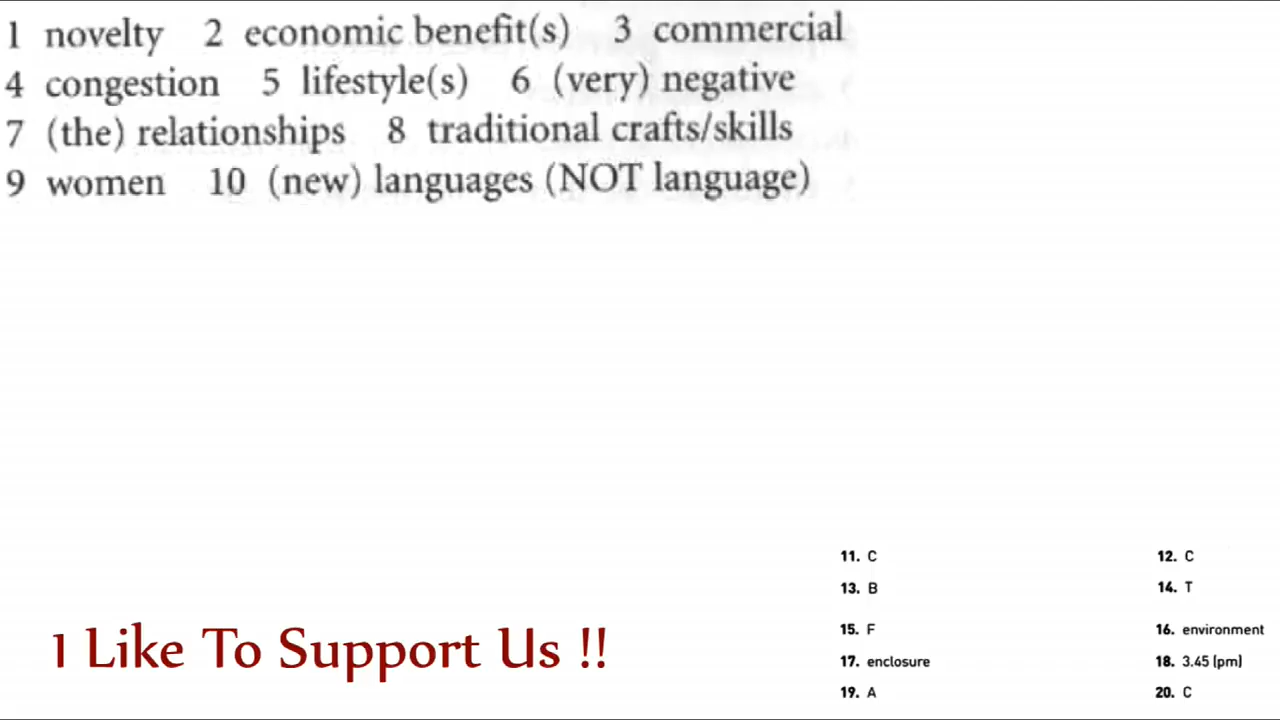 1 novelty 2 economic benefit(s) 3 commercial
4 congestion 5 lifestyle(s) 6 (very) negative
7 (the) relationships 8 traditional crafts/skills
9 women 10 (new) languages (NOT language)
11. C 12. C
13. B 14. T
15. F 16. environment
17. enclosure 18. 3.45 (pm)
19. A 20. C
1 Like To Support Us !!